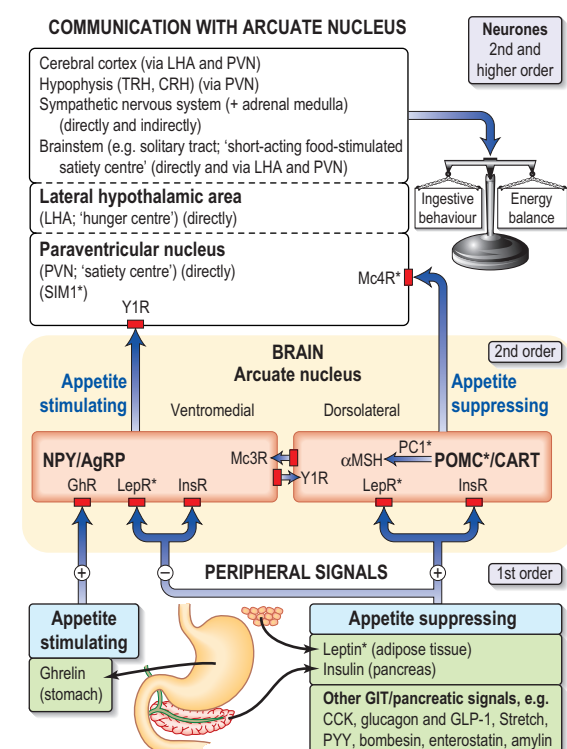 COMMUNICATION WITH ARCUATE NUCLEUS
Neurones
2nd and
higher order
Cerebral cortex (via LHA and PVN)
Hypophysis (TRH, CRH) (via PVN)
Sympathetic nervous system (+ adrenal medulla)
(directly and indirectly)
Brainstem (e.g. solitary tract; ‘short-acting food-stimulated
satiety centre’ (directly and via LHA and PVN)
Ingestive
behaviour
Energy
balance
Lateral hypothalamic area
(LHA; ‘hunger centre’) (directly)
Paraventricular nucleus
(PVN; ‘satiety centre’) (directly)
(SIM1*)
Mc4R*
Y1R
BRAIN
Arcuate nucleus
2nd order
Appetite
stimulating
Appetite
suppressing
Ventromedial
Dorsolateral
NPY/AgRP
Mc3R
Y1R
αMSH
PC1*
POMC*/CART
GhR
LepR*
InsR
LepR*
InsR
+
−
+
PERIPHERAL SIGNALS
1st order
Appetite
stimulating
Ghrelin
(stomach)
Appetite suppressing
Leptin* (adipose tissue)
Insulin (pancreas)
Other GIT/pancreatic signals, e.g.
CCK, glucagon and GLP-1, Stretch,
PYY, bombesin, enterostatin, amylin